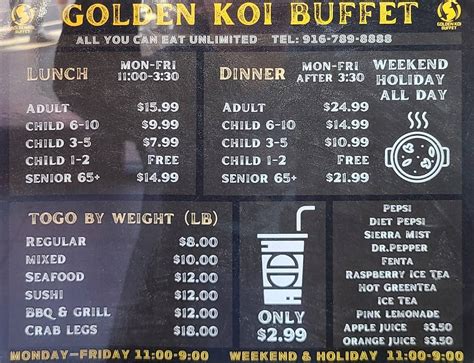 GOLDEN KOI BUFFET
GOLDEN KOI
BUFFET
ALL YOU CAN EAT UNLIMITED TEL: 916-789-8888
LUNCH MON-FRI
11:00-3:30
ADULT $15.99
CHILD 6-10 $9.99
CHILD 3-5 $7.99
CHILD 1-2 FREE
SENIOR 65+ $14.99
DINNER MON-FRI
AFTER 3:30
ADULT $24.99
CHILD 6-10 $14.99
CHILD 3-5 $10.99
CHILD 1-2 FREE
SENIOR 65+ $21.99
WEEKEND
HOLIDAY
ALL DAY
TOGO BY WEIGHT (LB)
REGULAR $8.00
MIXED $10.00
SEAFOOD $12.00
SUSHI $12.00
BBQ & GRILL $12.00
CRAB LEGS $18.00
ONLY
$2.99
PEPSI
DIET PEPSI
SIERRA MIST
DR.PEPPER
FENTA
RASPBERRY ICE TEA
HOT GREENTEA
ICE TEA
PINK LEMONADE
APPLE JUICE $3.50
ORANGE JUICE $3.50
MONDAY-FRIDAY 11:00-9:00 WEEKEND & HOLIDAY 11:00-9:00